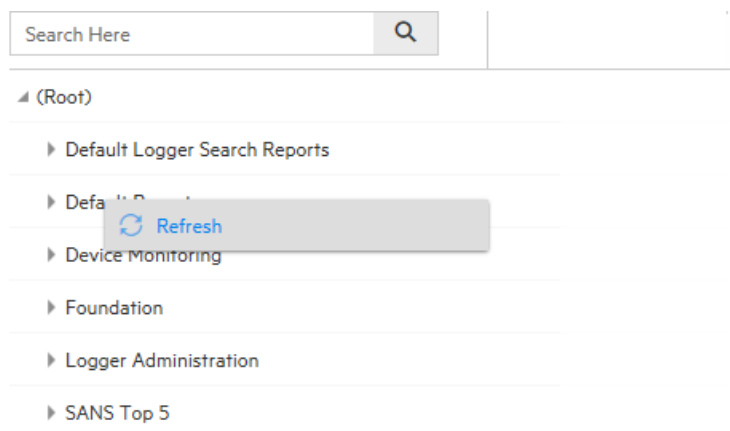 Search Here
(Root)
Default Logger Search Reports
Refresh
Device Monitoring
Foundation
Logger Administration
SANS Top 5